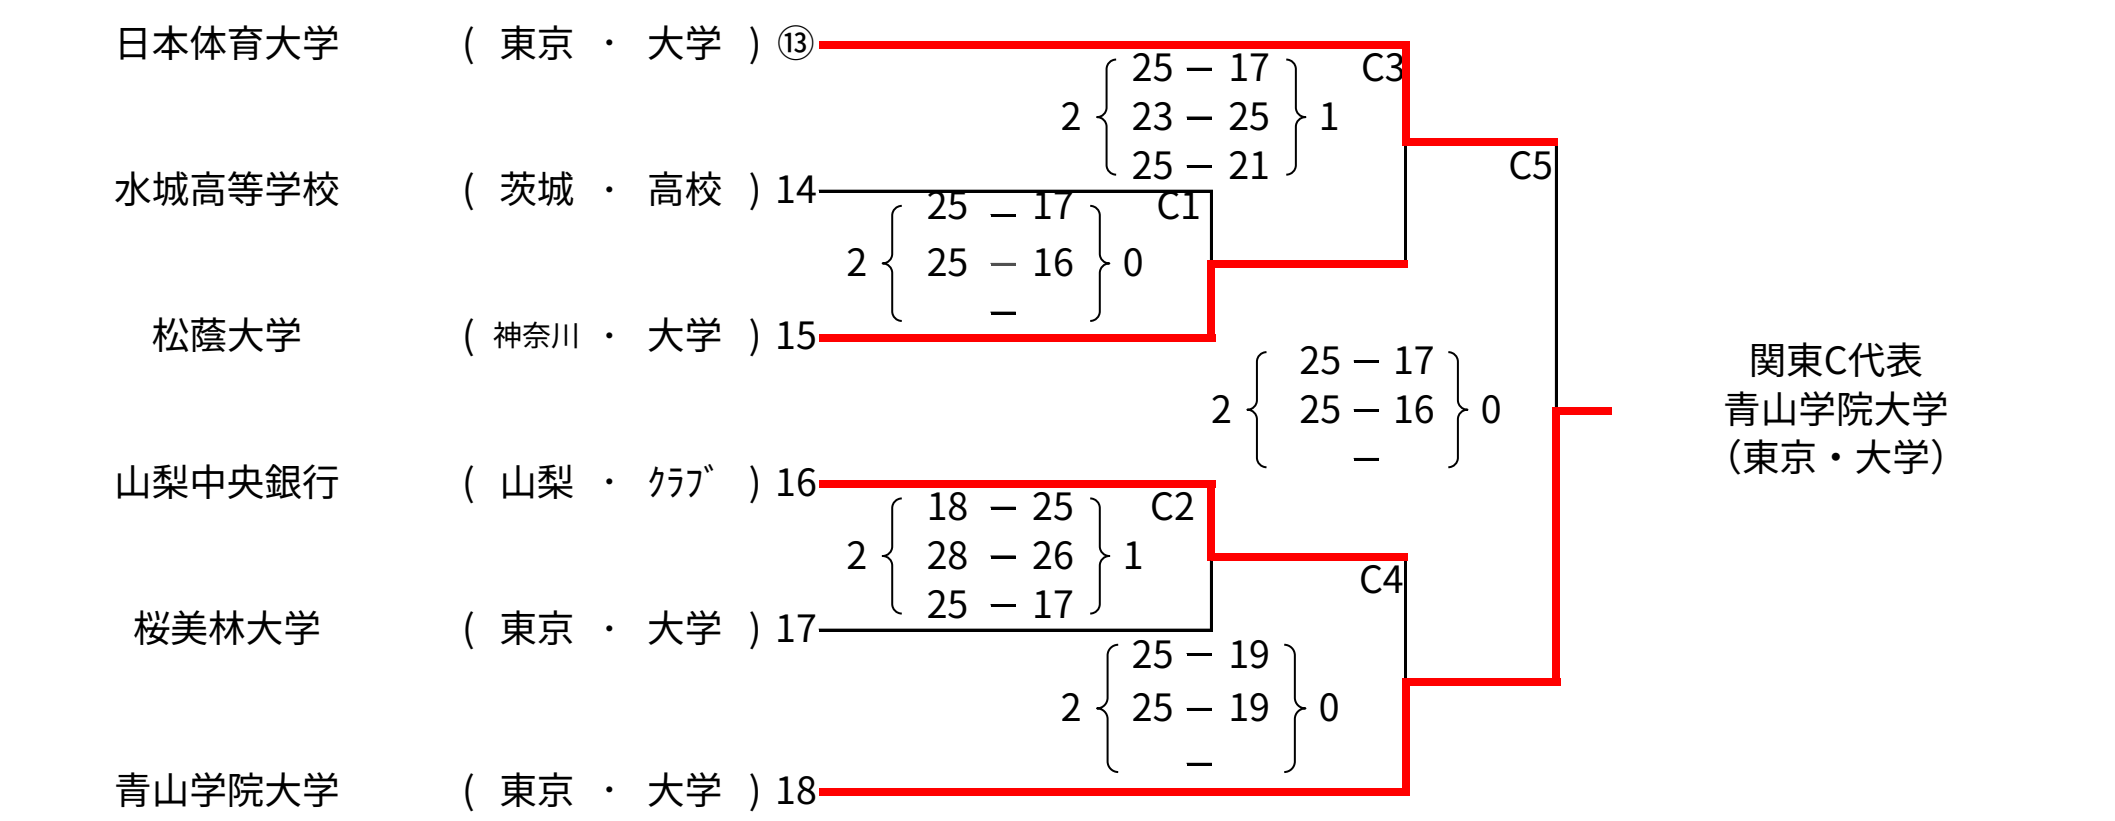 日本体育大学 ( 東京 ・ 大学 ) ⑬
25 － 17 C3
2 23 － 25 1
25 － 21 C5
水城高等学校 ( 茨城 ・ 高校 ) 14
25 － 17 C1
2 25 － 16 0
－
松蔭大学 ( 神奈川 ・ 大学 ) 15
25 － 17
2 25 － 16 0
－
関東C代表
青山学院大学
（東京・大学）
山梨中央銀行 ( 山梨 ・ ｸﾗﾌﾞ ) 16
18 － 25 C2
2 28 － 26 1
25 － 17
C4
桜美林大学 ( 東京 ・ 大学 ) 17
25 － 19
2 25 － 19 0
－
青山学院大学 ( 東京 ・ 大学 ) 18